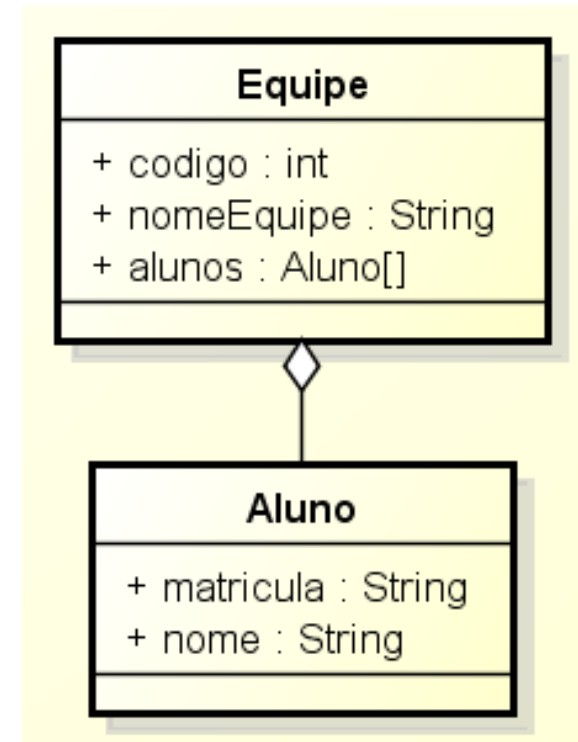 Equipe
+ codigo : int
+ nomeEquipe : String
+ alunos : Aluno[]
Aluno
+ matricula : String
+ nome : String